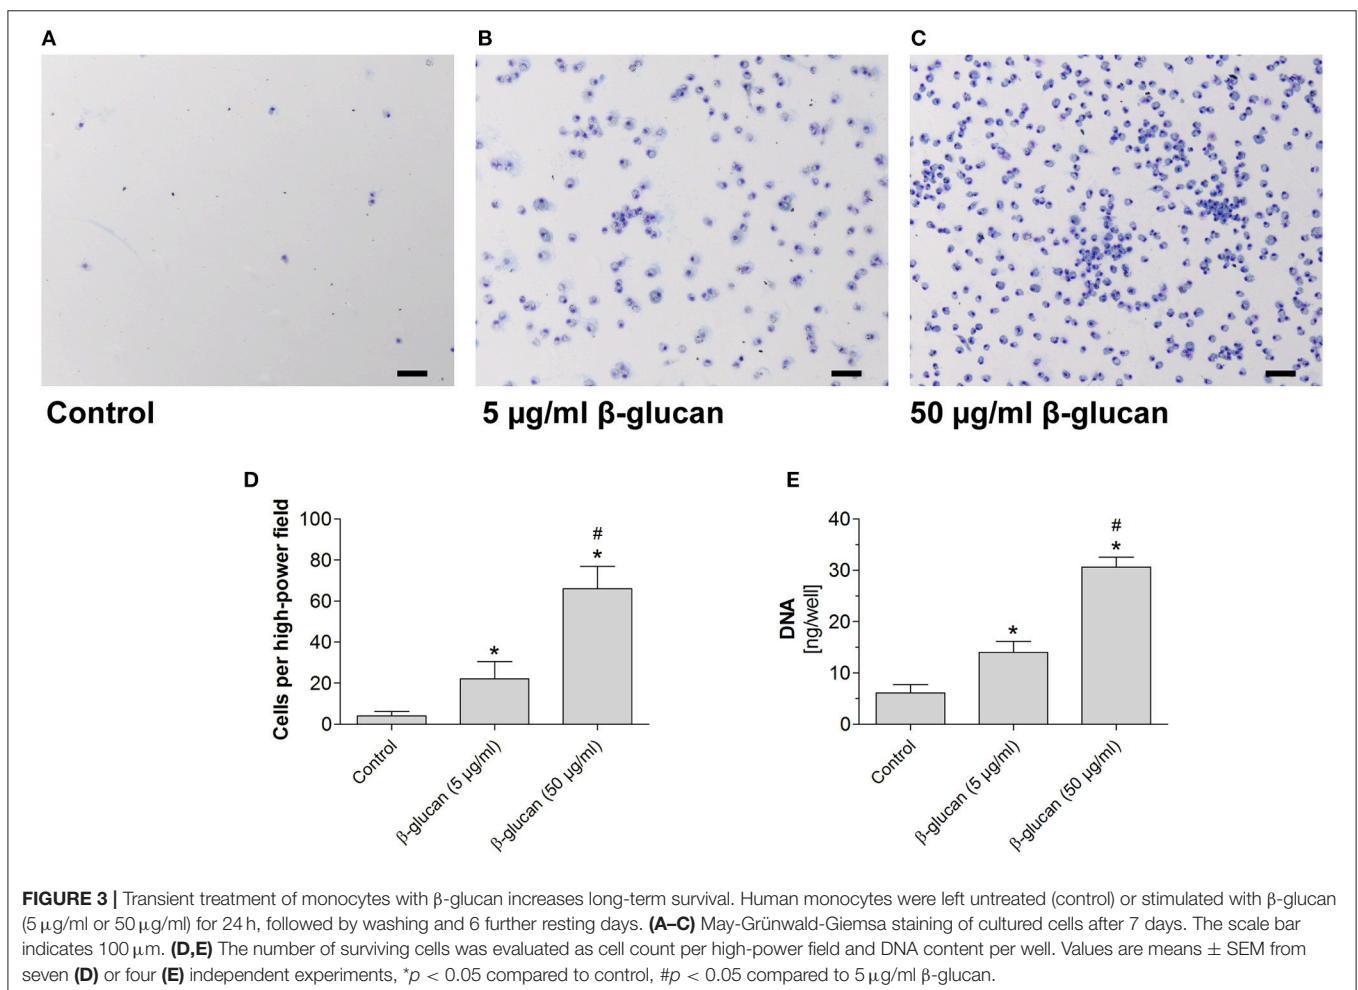 A
B
C
Control
5 µg/ml β-glucan
50 µg/ml β-glucan
D
Cells per high-power field
100
80
60
40
20
0
*
#
*
Control
β-glucan (5 µg/ml)
β-glucan (50 µg/ml)
E
DNA
[ng/well]
40
30
20
10
0
*
#
*
Control
β-glucan (5 µg/ml)
β-glucan (50 µg/ml)
FIGURE 3 | Transient treatment of monocytes with β-glucan increases long-term survival. Human monocytes were left untreated (control) or stimulated with β-glucan
(5 µg/ml or 50 µg/ml) for 24 h, followed by washing and 6 further resting days. (A–C) May-Grünwald-Giemsa staining of cultured cells after 7 days. The scale bar
indicates 100 µm. (D,E) The number of surviving cells was evaluated as cell count per high-power field and DNA content per well. Values are means ± SEM from
seven (D) or four (E) independent experiments, *p < 0.05 compared to control, #p < 0.05 compared to 5 µg/ml β-glucan.